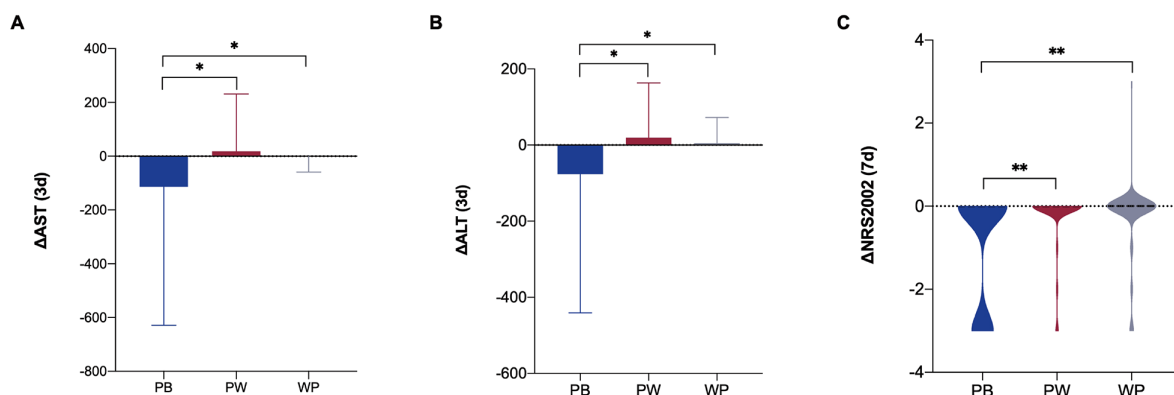 A
ΔAST (3d)
400
200
0
-200
-400
-600
-800
*
*
PB PW WP
B
ΔALT (3d)
200
0
-200
-400
-600
*
*
PB PW WP
C
ΔNRS2002 (7d)
4
2
0
-2
-4
**
**
PB PW WP